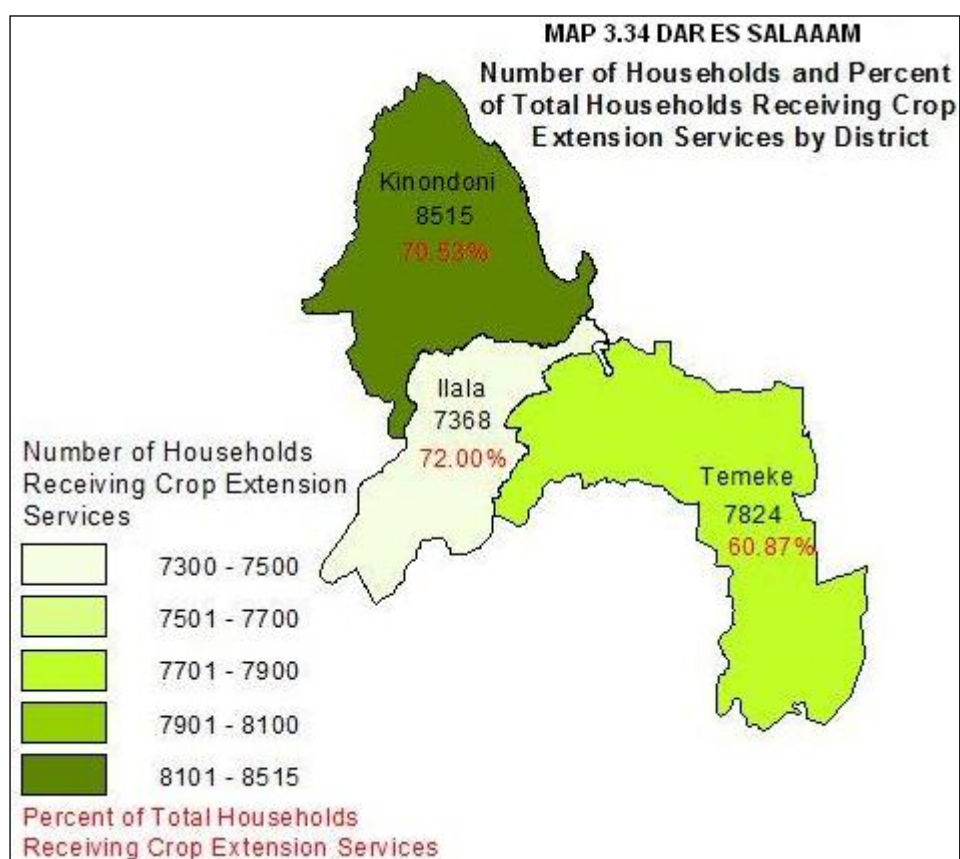 MAP 3.34 DAR ES SALAAAM
Number of Households and Percent
of Total Households Receiving Crop
Extension Services by District
Kinondoni
8515
70.53%
Ilala
7368
72.00%
Temeke
7824
60.87%
Number of Households
Receiving Crop Extension
Services
7300 - 7500
7501 - 7700
7701 - 7900
7901 - 8100
8101 - 8515
Percent of Total Households
Receiving Crop Extension Services